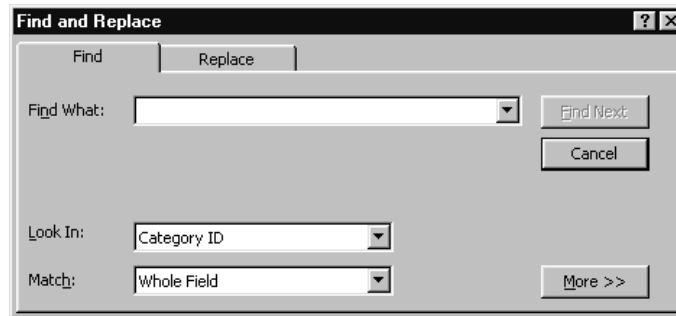 Find and Replace
Find Replace
Find What: Find Next
Cancel
Look In: Category ID
Match: Whole Field More >>